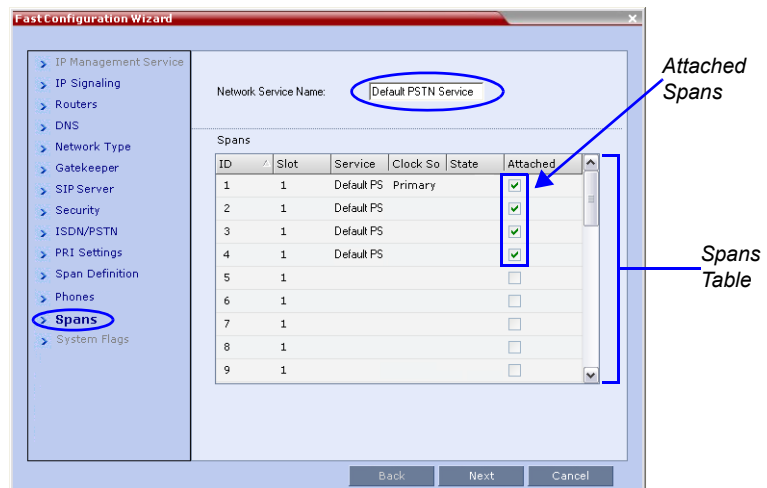 Fast Configuration Wizard
IP Management Service
IP Signaling
Routers
DNS
Network Type
Gatekeeper
SIP Server
Security
ISDN/PSTN
PRI Settings
Span Definition
Phones
Spans
System Flags
Network Service Name: Default PSTN Service
Spans
ID Slot Service Clock So State Attached
1 1 Default PS Primary
2 1 Default PS
3 1 Default PS
4 1 Default PS
5 1
6 1
7 1
8 1
9 1
Back Next Cancel
Attached
Spans
Spans
Table